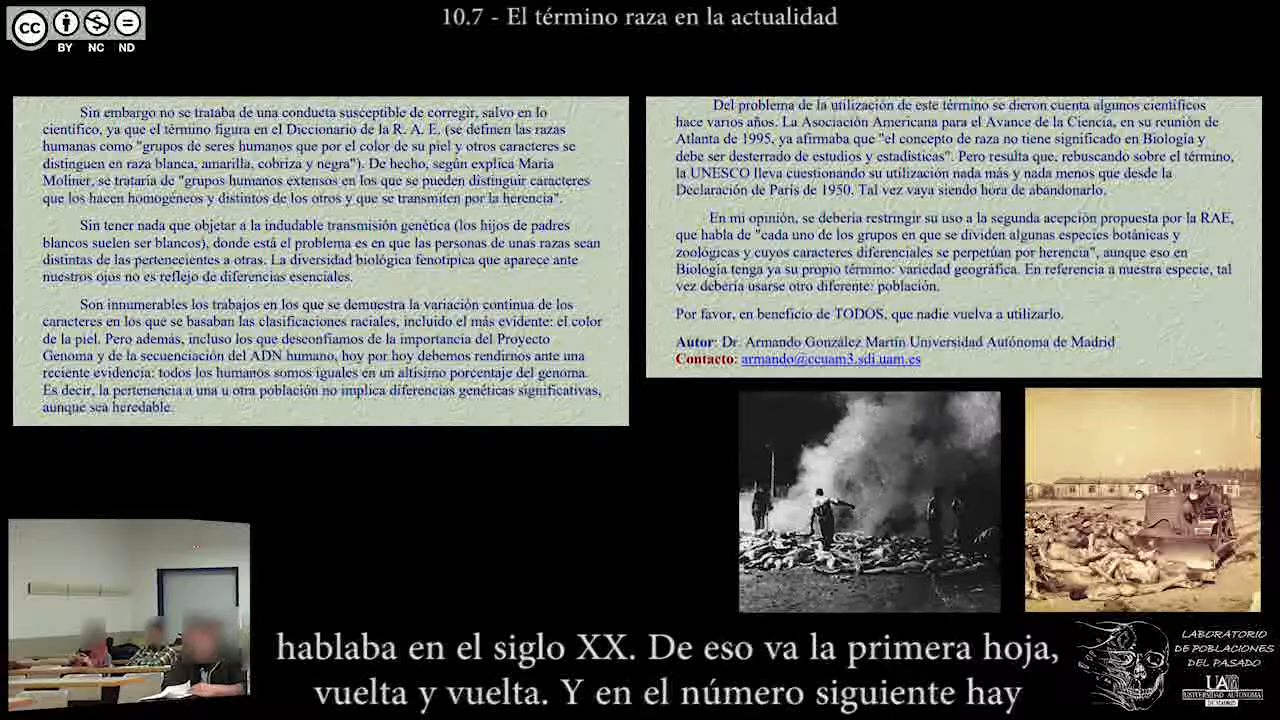 10.7 - El término raza en la actualidad
cc
BY NC ND
Sin embargo no se trataba de una conducta susceptible de corregir, salvo en lo
científico, ya que el término figura en el Diccionario de la R. A. E. (se definen las razas
humanas como "grupos de seres humanos que por el color de su piel y otros caracteres se
distinguen en raza blanca, amarilla, cobriza y negra"). De hecho, según explica María
Moliner, se trataría de "grupos humanos extensos en los que se pueden distinguir caracteres
que los hacen homogéneos y distintos de los otros y que se transmiten por la herencia".
Sin tener nada que objetar a la indudable transmisión genética (los hijos de padres
blancos suelen ser blancos), donde está el problema es en que las personas de unas razas sean
distintas de las pertenecientes a otras. La diversidad biológica fenotípica que aparece ante
nuestros ojos no es reflejo de diferencias esenciales.
Son innumerables los trabajos en los que se demuestra la variación continua de los
caracteres en los que se basaban las clasificaciones raciales, incluido el más evidente: el color
de la piel. Pero además, incluso los que desconfiamos de la importancia del Proyecto
Genoma y de la secuenciación del ADN humano, hoy por hoy debemos rendirnos ante una
reciente evidencia: todos los humanos somos iguales en un altísimo porcentaje del genoma.
Es decir, la pertenencia a una u otra población no implica diferencias genéticas significativas,
aunque sea heredable.
Del problema de la utilización de este término se dieron cuenta algunos científicos
hace varios años. La Asociación Americana para el Avance de la Ciencia, en su reunión de
Atlanta de 1995, ya afirmaba que "el concepto de raza no tiene significado en Biología y
debe ser desterrado de estudios y estadísticas". Pero resulta que, rebuscando sobre el término,
la UNESCO lleva cuestionando su utilización nada más y nada menos que desde la
Declaración de París de 1950. Tal vez vaya siendo hora de abandonarlo.
En mi opinión, se debería restringir su uso a la segunda acepción propuesta por la RAE,
que habla de "cada uno de los grupos en que se dividen algunas especies botánicas y
zoológicas y cuyos caracteres diferenciales se perpetúan por herencia", aunque eso en
Biología tenga ya su propio término: variedad geográfica. En referencia a nuestra especie, tal
vez debería usarse otro diferente: población.
Por favor, en beneficio de TODOS, que nadie vuelva a utilizarlo.
Autor: Dr. Armando González Martín Universidad Autónoma de Madrid
Contacto: armando@ccuam3.sdi.uam.es
hablaba en el siglo XX. De eso va la primera hoja,
vuelta y vuelta. Y en el número siguiente hay
LABORATORIO
DE POBLACIONES
DEL PASADO
UAM
UNIVERSIDAD AUTONOMA
DE MADRID